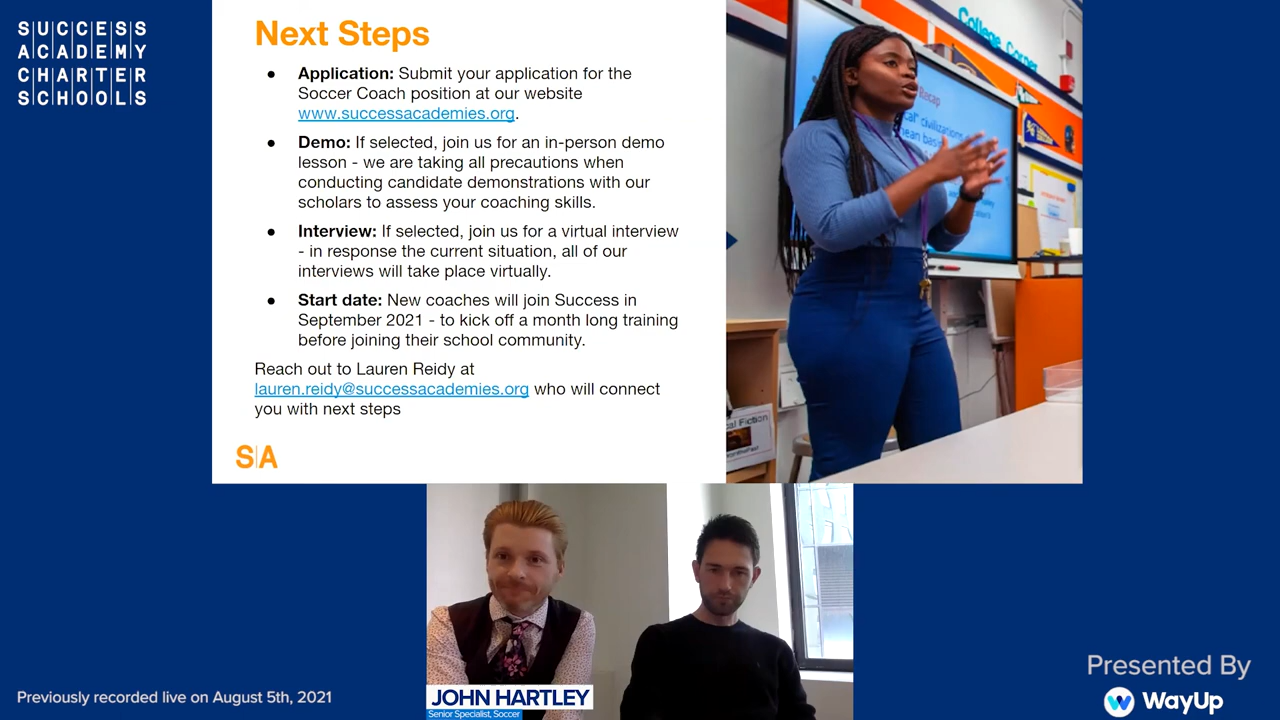 SUCCESS
ACADEMY
CHARTER
SCHOOLS
Next Steps
● Application: Submit your application for the
Soccer Coach position at our website
www.successacademies.org.
● Demo: If selected, join us for an in-person demo
lesson - we are taking all precautions when
conducting candidate demonstrations with our
scholars to assess your coaching skills.
● Interview: If selected, join us for a virtual interview
- in response the current situation, all of our
interviews will take place virtually.
● Start date: New coaches will join Success in
September 2021 - to kick off a month long training
before joining their school community.
Reach out to Lauren Reidy at
lauren.reidy@successacademies.org who will connect
you with next steps
S|A
College Corner
Recap
civilizations
Fiction
JOHN HARTLEY
Senior Specialist, Soccer
Previously recorded live on August 5th, 2021
Presented By
WayUp